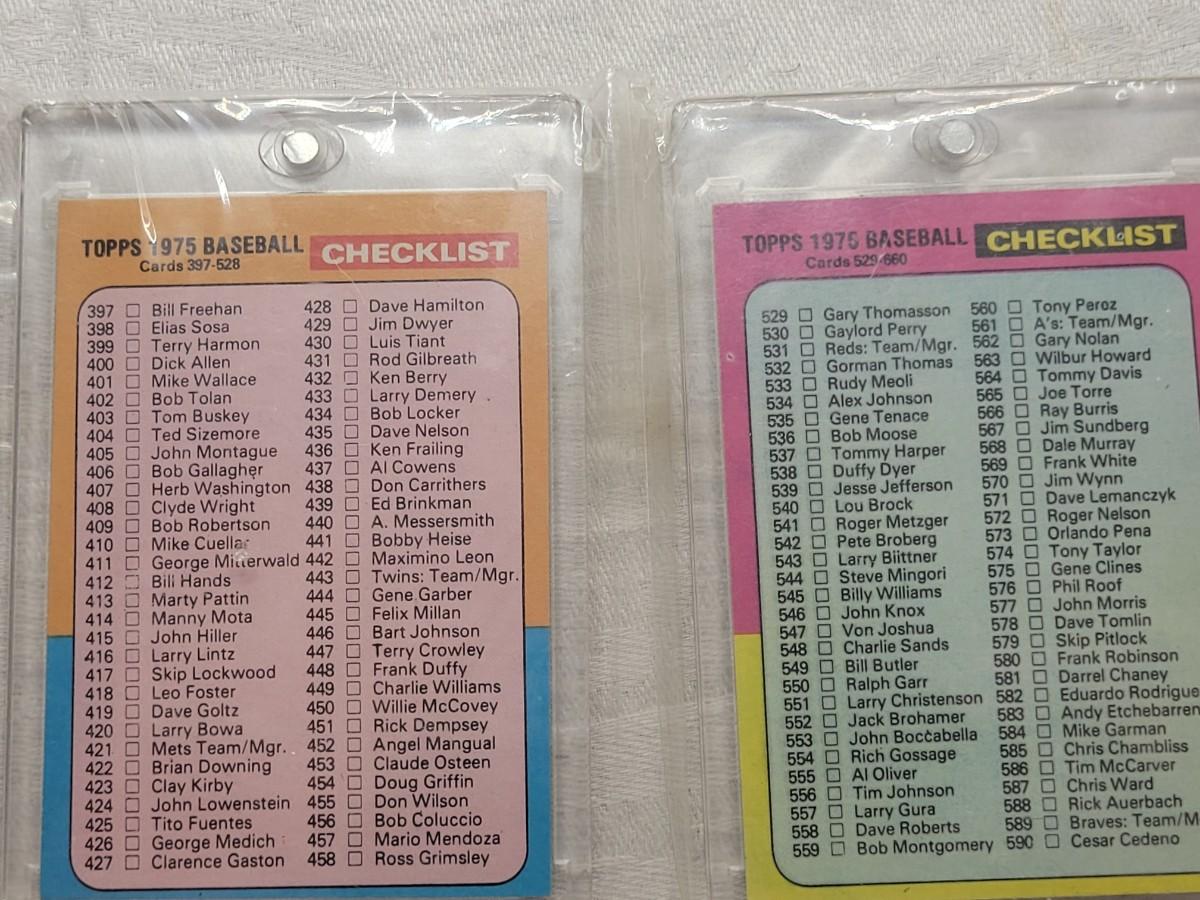 TOPPS 1975 BASEBALL CHECKLIST
Cards 397-528
397 Bill Freehan
398 Elias Sosa
399 Terry Harmon
400 Dick Allen
401 Mike Wallace
402 Bob Tolan
403 Tom Buskey
404 Ted Sizemore
405 John Montague
406 Bob Gallagher
407 Herb Washington
408 Clyde Wright
409 Bob Robertson
410 Mike Cuellar
411 George Mitterwald
412 Bill Hands
413 Marty Pattin
414 Manny Mota
415 John Hiller
416 Larry Lintz
417 Skip Lockwood
418 Leo Foster
419 Dave Goltz
420 Larry Bowa
421 Mets Team/Mgr.
422 Brian Downing
423 Clay Kirby
424 John Lowenstein
425 Tito Fuentes
426 George Medich
427 Clarence Gaston
428 Dave Hamilton
429 Jim Dwyer
430 Luis Tiant
431 Rod Gilbreath
432 Ken Berry
433 Larry Demery
434 Bob Locker
435 Dave Nelson
436 Ken Frailing
437 Al Cowens
438 Don Carrithers
439 Ed Brinkman
440 A. Messersmith
441 Bobby Heise
442 Maximino Leon
443 Twins: Team/Mgr.
444 Gene Garber
445 Felix Millan
446 Bart Johnson
447 Terry Crowley
448 Frank Duffy
449 Charlie Williams
450 Willie McCovey
451 Rick Dempsey
452 Angel Mangual
453 Claude Osteen
454 Doug Griffin
455 Don Wilson
456 Bob Coluccio
457 Mario Mendoza
458 Ross Grimsley
TOPPS 1975 BASEBALL CHECKLIST
Cards 529-660
529 Gary Thomasson
530 Gaylord Perry
531 Reds: Team/Mgr.
532 Gorman Thomas
533 Rudy Meoli
534 Alex Johnson
535 Gene Tenace
536 Bob Moose
537 Tommy Harper
538 Duffy Dyer
539 Jesse Jefferson
540 Lou Brock
541 Roger Metzger
542 Pete Broberg
543 Larry Biittner
544 Steve Mingori
545 Billy Williams
546 John Knox
547 Von Joshua
548 Charlie Sands
549 Bill Butler
550 Ralph Garr
551 Larry Christenson
552 Jack Brohamer
553 John Boccabella
554 Rich Gossage
555 Al Oliver
556 Tim Johnson
557 Larry Gura
558 Dave Roberts
559 Bob Montgomery
560 Tony Perez
561 A's: Team/Mgr.
562 Gary Nolan
563 Wilbur Howard
564 Tommy Davis
565 Joe Torre
566 Ray Burris
567 Jim Sundberg
568 Dale Murray
569 Frank White
570 Jim Wynn
571 Dave Lemanczyk
572 Roger Nelson
573 Orlando Pena
574 Tony Taylor
575 Gene Clines
576 Phil Roof
577 John Morris
578 Dave Tomlin
579 Skip Pitlock
580 Frank Robinson
581 Darrel Chaney
582 Eduardo Rodrigue
583 Andy Etchebarren
584 Mike Garman
585 Chris Chambliss
586 Tim McCarver
587 Chris Ward
588 Rick Auerbach
589 Braves: Team/M
590 Cesar Cedeno